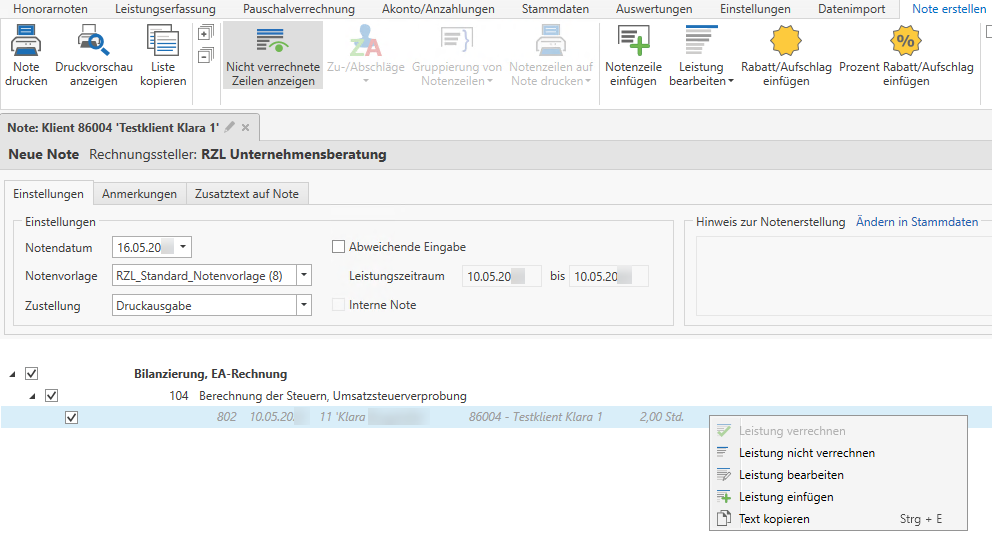 Honorarnoten Leistungserfassung Pauschalverrechnung Akonto/Anzahlungen Stammdaten Auswertungen Einstellungen Datenimport Note erstellen
Note drucken
Druckvorschau anzeigen
Liste kopieren
Nicht verrechnete Zeilen anzeigen
Zu-/Abschläge
Gruppierung von Notenzeilen
Notenzeilen auf Note drucken
Notenzeile einfügen
Leistung bearbeiten
Rabatt/Aufschlag einfügen
Prozent Rabatt/Aufschlag einfügen
Note: Klient 86004 'Testklient Klara 1'
Neue Note Rechnungssteller: RZL Unternehmensberatung
Einstellungen Anmerkungen Zusatztext auf Note
Einstellungen
Hinweis zur Notenerstellung Ändern in Stammdaten
Notendatum 16.05.20
Abweichende Eingabe
Notenvorlage RZL_Standard_Notenvorlage (8)
Leistungszeitraum 10.05.20 bis 10.05.20
Zustellung Druckausgabe
Interne Note
Bilanzierung, EA-Rechnung
104 Berechnung der Steuern, Umsatzsteuerverprobung
802 10.05.20 11 'Klara 86004 - Testklient Klara 1 2,00 Std.
Leistung verrechnen
Leistung nicht verrechnen
Leistung bearbeiten
Leistung einfügen
Text kopieren Strg + E